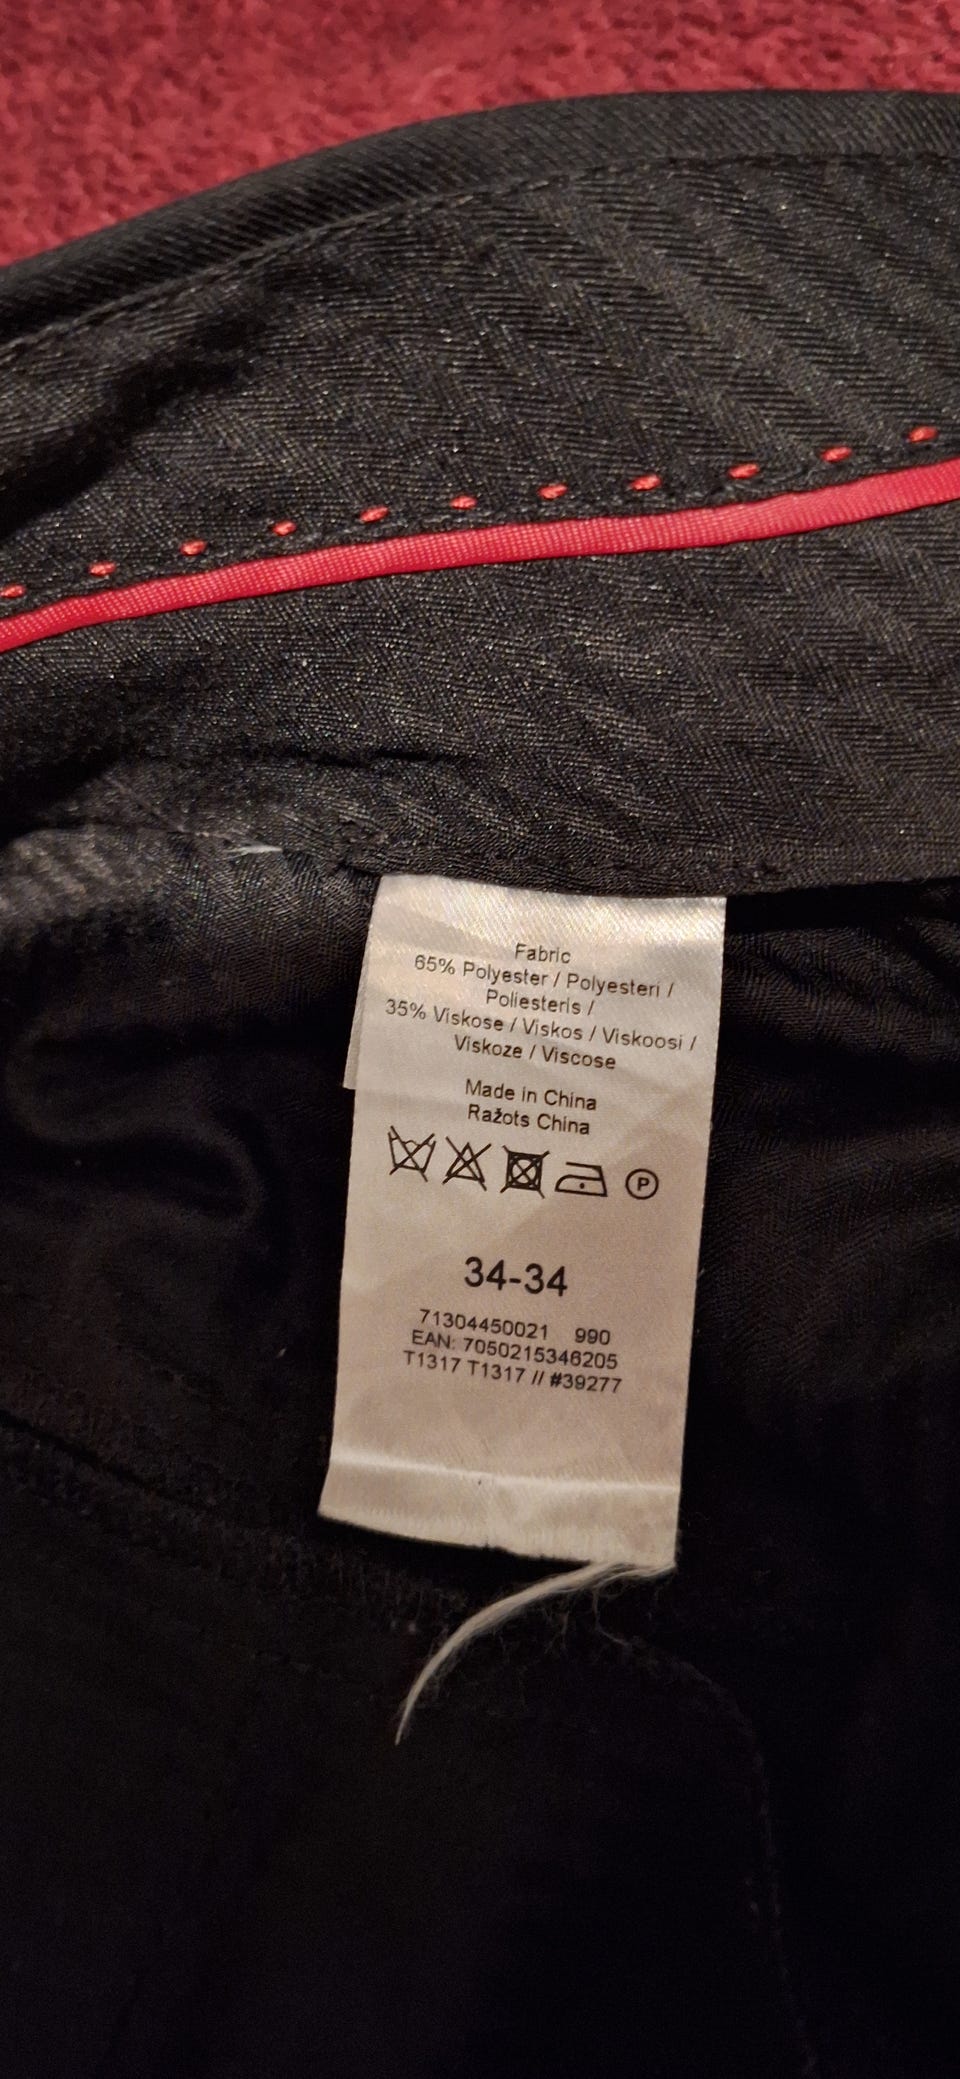 Fabric
65% Polyester / Polyesteri /
Poliesteris /
35% Viskose / Viskos / Viskoosi /
Viskoze / Viscose
Made in China
Ražots China
P
34-34
71304450021 990
EAN: 7050215346205
T1317 T1317 // #39277